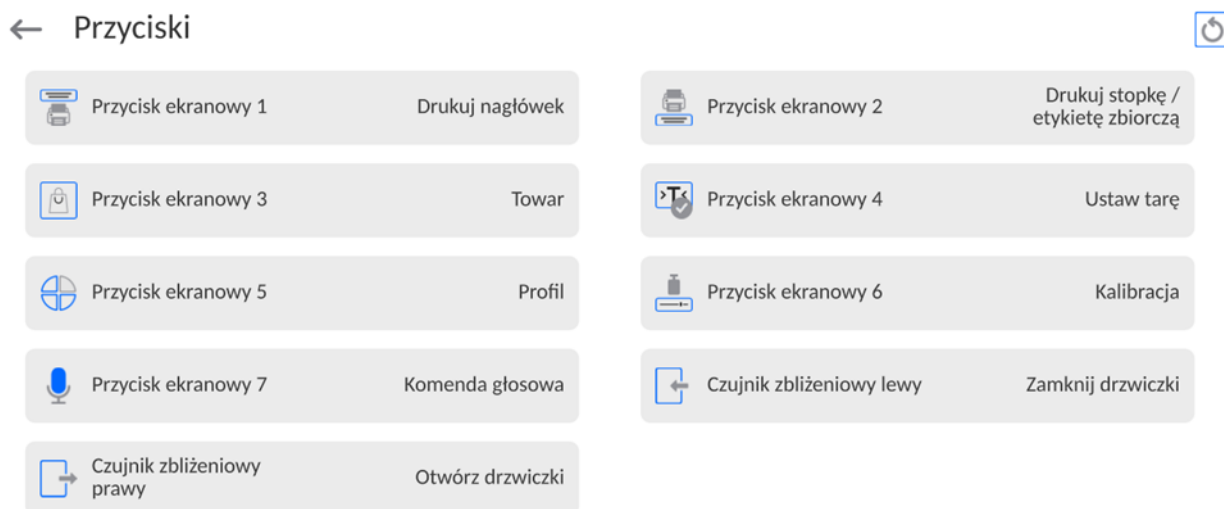 Przyciski
Przycisk ekranowy 1
Drukuj nagłówek
Przycisk ekranowy 2
Drukuj stopkę /
etykietę zbiorczą
Przycisk ekranowy 3
Towar
Przycisk ekranowy 4
>T<
Ustaw tarę
Przycisk ekranowy 5
Profil
Przycisk ekranowy 6
Kalibracja
Przycisk ekranowy 7
Komenda głosowa
Czujnik zbliżeniowy lewy
Zamknij drzwiczki
Czujnik zbliżeniowy
prawy
Otwórz drzwiczki